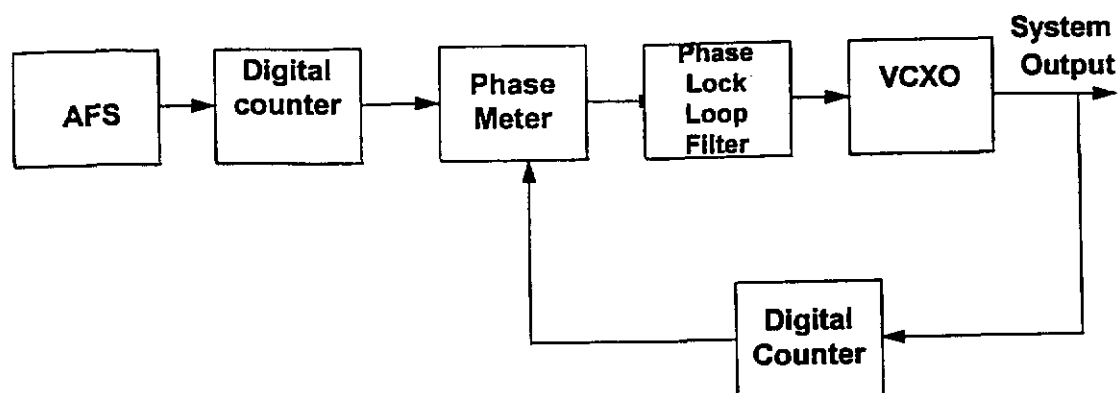 AFS
Digital
counter
Phase
Meter
Phase
Lock
Loop
Filter
VCXO
System
Output
Digital
Counter